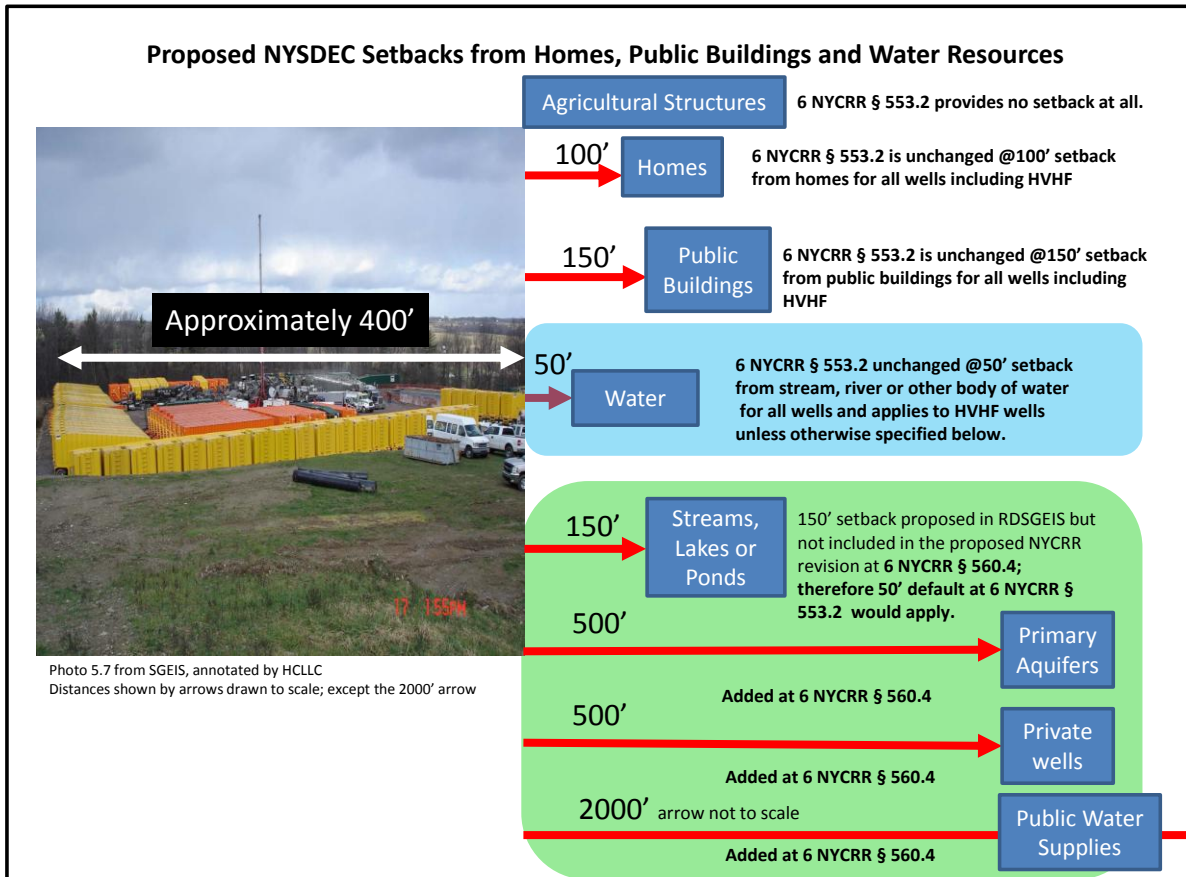 Proposed NYSDEC Setbacks from Homes, Public Buildings and Water Resources
Agricultural Structures
6 NYCRR § 553.2 provides no setback at all.
100’
Homes
6 NYCRR § 553.2 is unchanged @100’ setback
from homes for all wells including HVHF
150’
Public
Buildings
6 NYCRR § 553.2 is unchanged @150’ setback
from public buildings for all wells including
HVHF
Approximately 400’
50’
Water
6 NYCRR § 553.2 unchanged @50’ setback
from stream, river or other body of water
for all wells and applies to HVHF wells
unless otherwise specified below.
150’
Streams,
Lakes or
Ponds
150’ setback proposed in RDSGEIS but
not included in the proposed NYCRR
revision at 6 NYCRR § 560.4;
therefore 50’ default at 6 NYCRR §
553.2 would apply.
17 1:55PM
Photo 5.7 from SGEIS, annotated by HCLLC
Distances shown by arrows drawn to scale; except the 2000’ arrow
500’
Primary
Aquifers
Added at 6 NYCRR § 560.4
500’
Private
wells
Added at 6 NYCRR § 560.4
2000’ arrow not to scale
Public Water
Supplies
Added at 6 NYCRR § 560.4